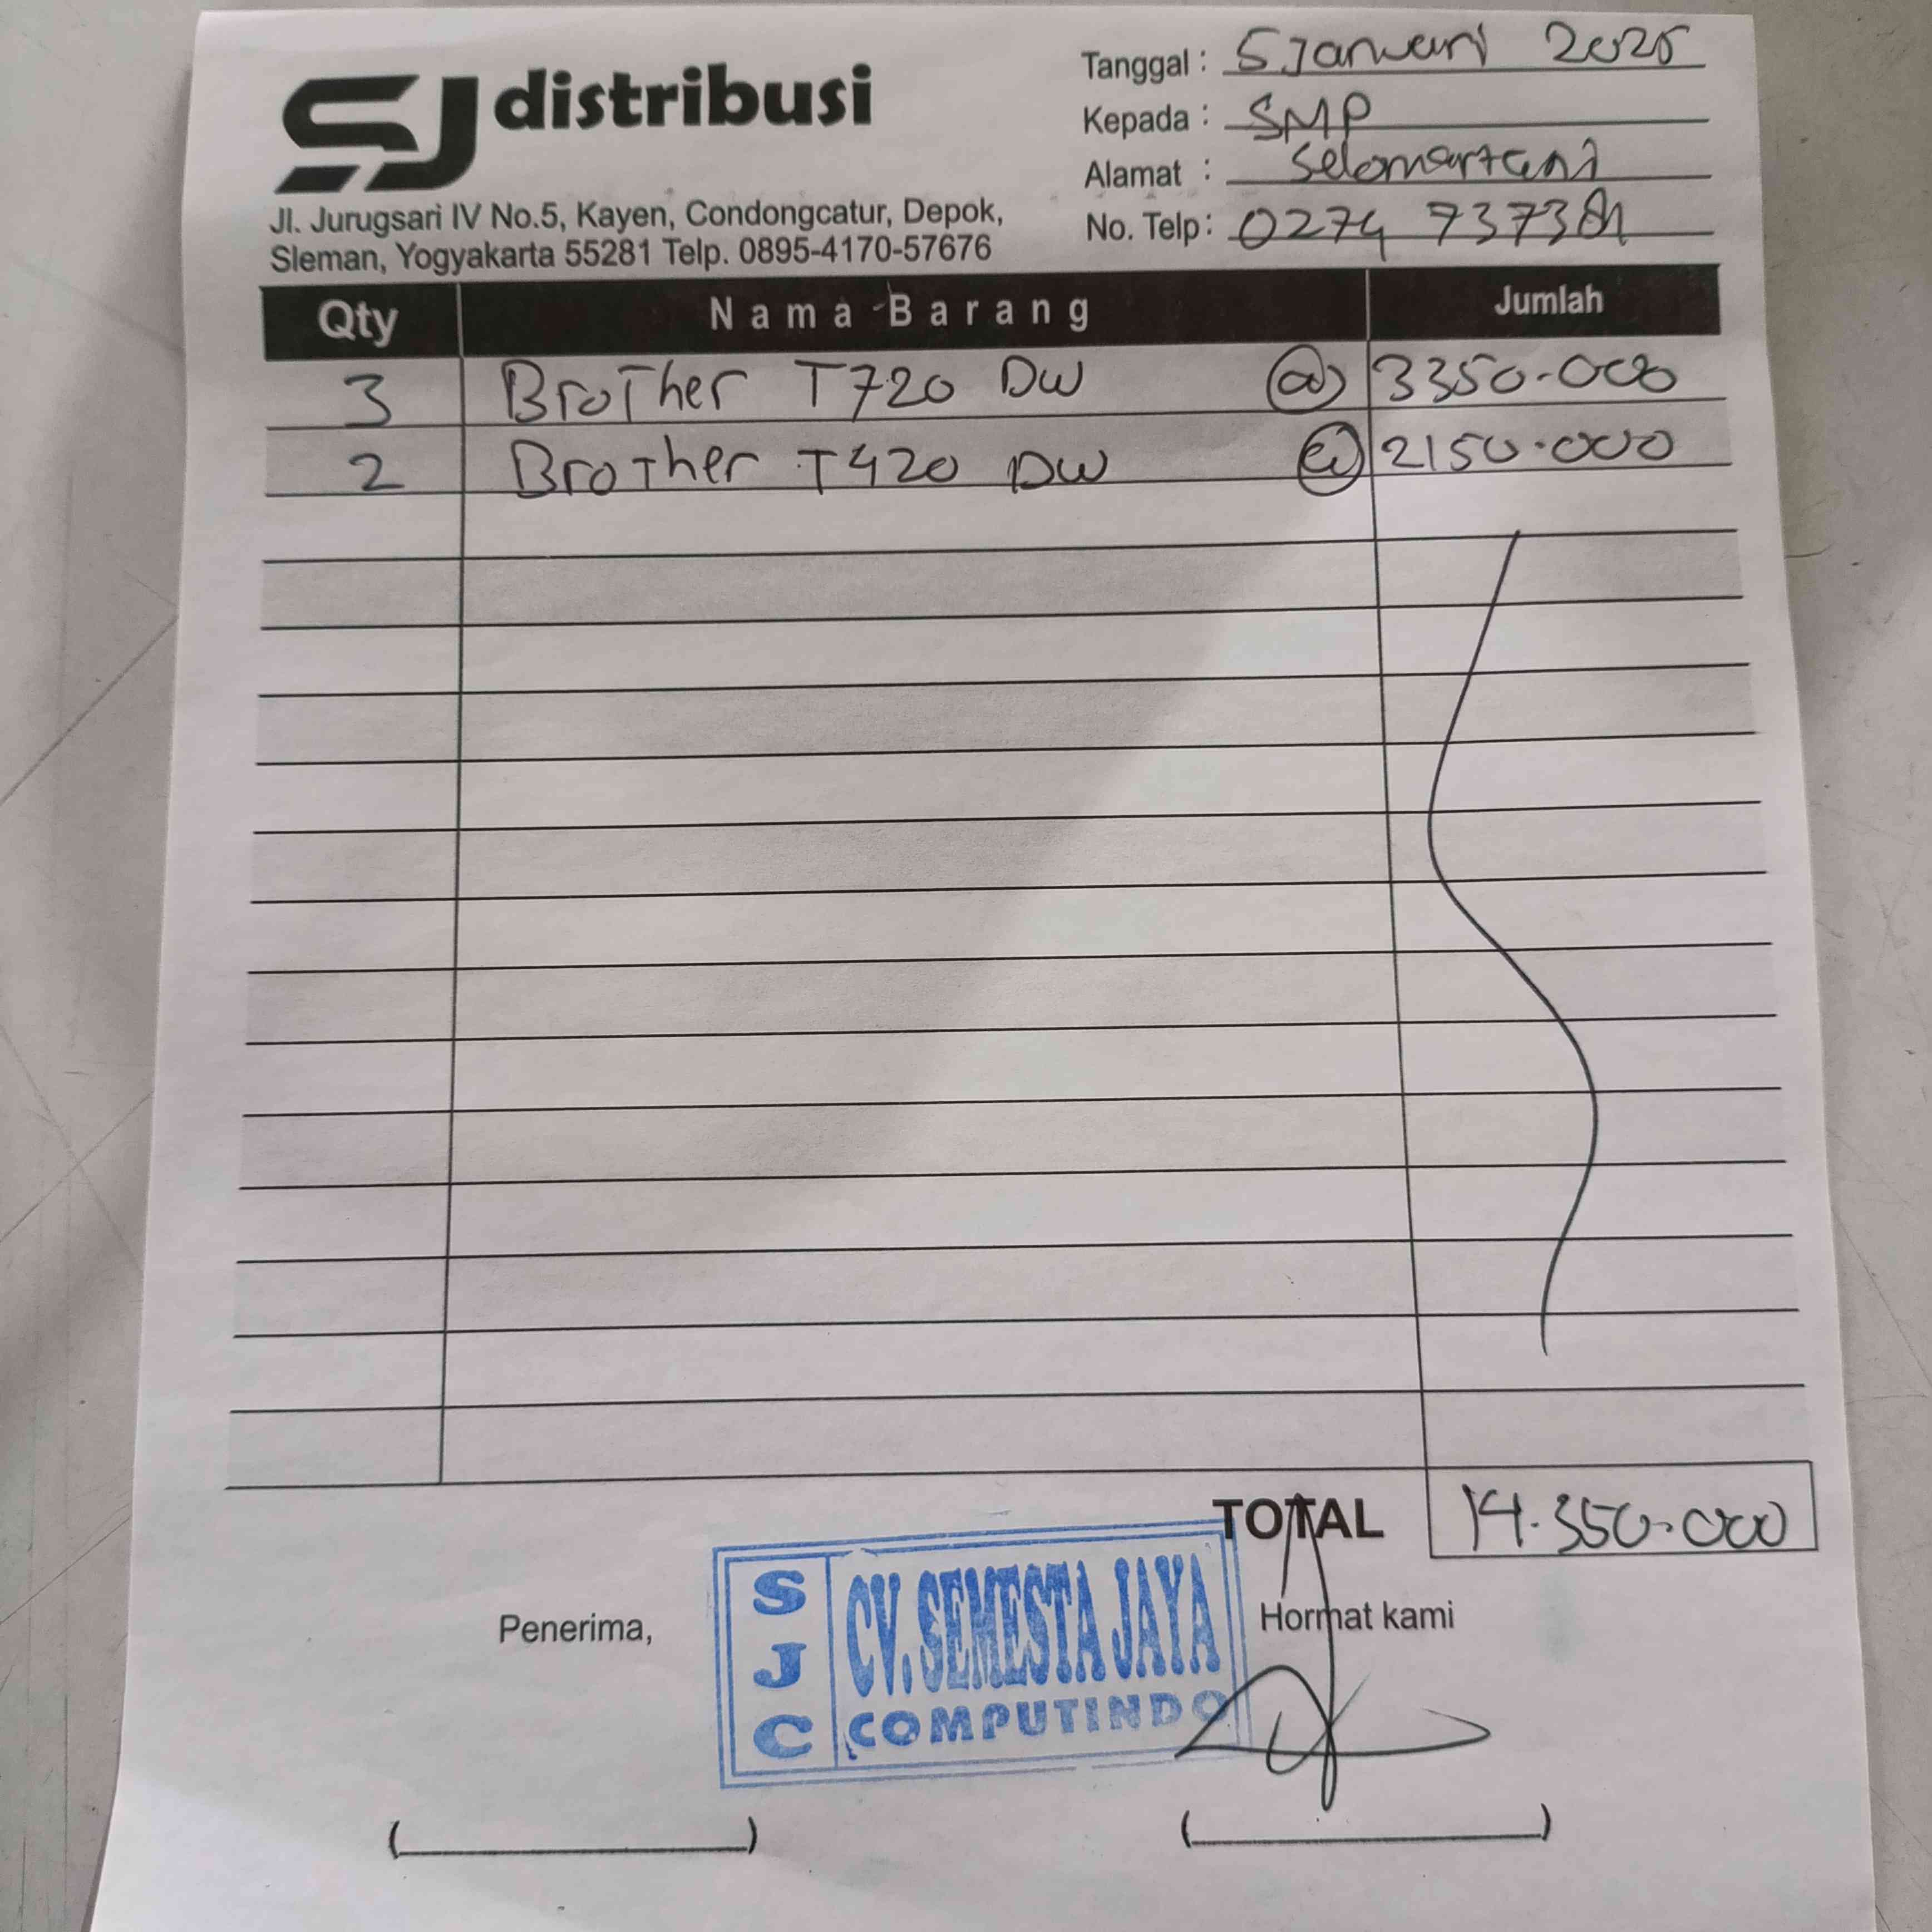 SJ distribusi
Jl. Jurugsari IV No.5, Kayen, Condongcatur, Depok,
Sleman, Yogyakarta 55281 Telp. 0895-4170-57676
Tanggal : 5 Januari 2025
Kepada : SMP
Alamat : Selomartani
No. Telp: 0274 7373
Qty Nama Barang Jumlah
3 BroTher T720 DW @ 3350.000
2 BroTher T420 DW @ 2150.000
TOTAL 14.350.000
Penerima,
Hormat kami
SJC CV. SEMESTA JAYA
COMPUTINDO